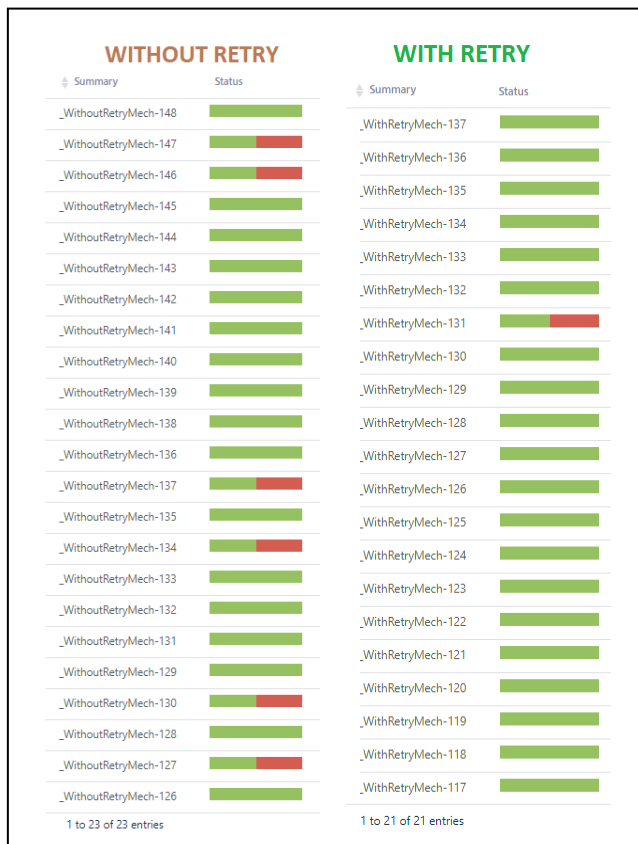 WITHOUT RETRY
Summary Status
_WithoutRetryMech-148
_WithoutRetryMech-147
_WithoutRetryMech-146
_WithoutRetryMech-145
_WithoutRetryMech-144
_WithoutRetryMech-143
_WithoutRetryMech-142
_WithoutRetryMech-141
_WithoutRetryMech-140
_WithoutRetryMech-139
_WithoutRetryMech-138
_WithoutRetryMech-136
_WithoutRetryMech-137
_WithoutRetryMech-135
_WithoutRetryMech-134
_WithoutRetryMech-133
_WithoutRetryMech-132
_WithoutRetryMech-131
_WithoutRetryMech-129
_WithoutRetryMech-130
_WithoutRetryMech-128
_WithoutRetryMech-127
_WithoutRetryMech-126
1 to 23 of 23 entries
WITH RETRY
Summary Status
_WithRetryMech-137
_WithRetryMech-136
_WithRetryMech-135
_WithRetryMech-134
_WithRetryMech-133
_WithRetryMech-132
_WithRetryMech-131
_WithRetryMech-130
_WithRetryMech-129
_WithRetryMech-128
_WithRetryMech-127
_WithRetryMech-126
_WithRetryMech-125
_WithRetryMech-124
_WithRetryMech-123
_WithRetryMech-122
_WithRetryMech-121
_WithRetryMech-120
_WithRetryMech-119
_WithRetryMech-118
_WithRetryMech-117
1 to 21 of 21 entries